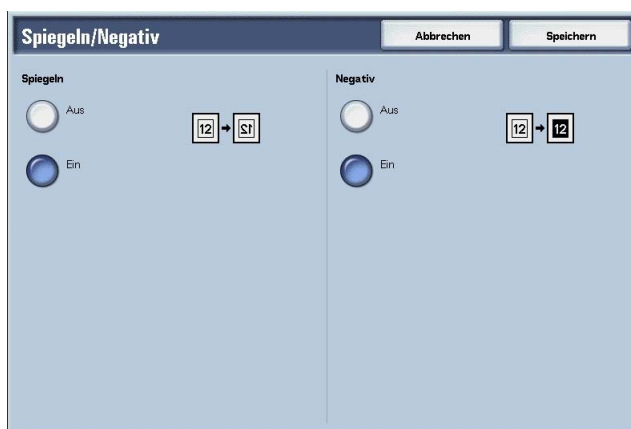 Spiegeln/Negativ
Abbrechen
Speichern
Spiegeln
Aus
Ein
12 → 12
Negativ
Aus
Ein
12 → 12